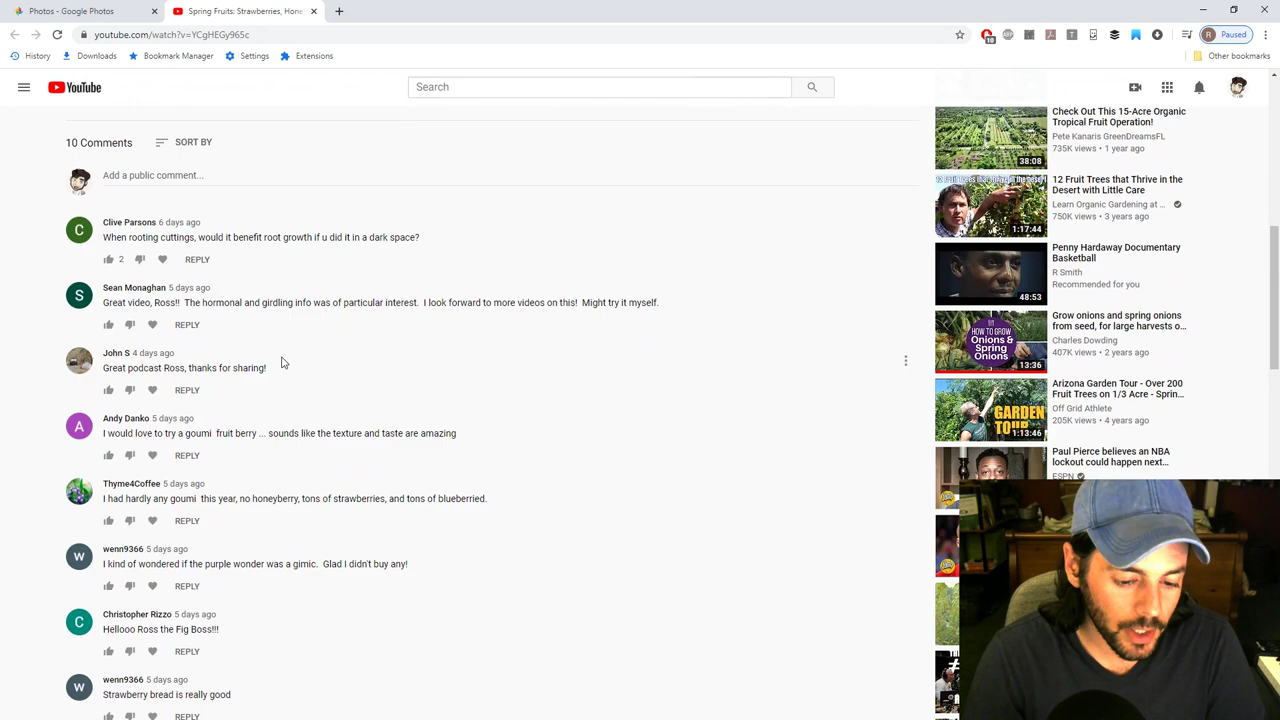 Photos - Google Photos
Spring Fruits: Strawberries, Hone
youtube.com/watch?v=YCgHEGy965c
10
R
Paused
History
Downloads
Bookmark Manager
Settings
Extensions
Other bookmarks
YouTube
Search
10 Comments
SORT BY
Add a public comment...
C
Clive Parsons 6 days ago
When rooting cuttings, would it benefit root growth if u did it in a dark space?
2
REPLY
S
Sean Monaghan 5 days ago
Great video, Ross!! The hormonal and girdling info was of particular interest. I look forward to more videos on this! Might try it myself.
REPLY
John S 4 days ago
Great podcast Ross, thanks for sharing!
REPLY
A
Andy Danko 5 days ago
I would love to try a goumi fruit berry ... sounds like the texture and taste are amazing
REPLY
Thyme4Coffee 5 days ago
I had hardly any goumi this year, no honeyberry, tons of strawberries, and tons of blueberried.
REPLY
w
wenn9366 5 days ago
I kind of wondered if the purple wonder was a gimic. Glad I didn't buy any!
REPLY
C
Christopher Rizzo 5 days ago
Hellooo Ross the Fig Boss!!!
REPLY
w
wenn9366 5 days ago
Strawberry bread is really good
REPLY
Check Out This 15-Acre Organic
Tropical Fruit Operation!
Pete Kanaris GreenDreamsFL
735K views • 1 year ago
38:08
12 Fruit Trees that Thrive in the
Desert with Little Care
Learn Organic Gardening at ...
750K views • 3 years ago
1:17:44
Penny Hardaway Documentary
Basketball
R Smith
Recommended for you
48:53
Grow onions and spring onions
from seed, for large harvests o...
Charles Dowding
407K views • 2 years ago
HOW TO GROW
Onions &
Spring
Onions
13:36
Arizona Garden Tour - Over 200
Fruit Trees on 1/3 Acre - Sprin...
Off Grid Athlete
205K views • 4 years ago
GARDEN
TOUR
1:13:46
Paul Pierce believes an NBA
lockout could happen next...
ESPN